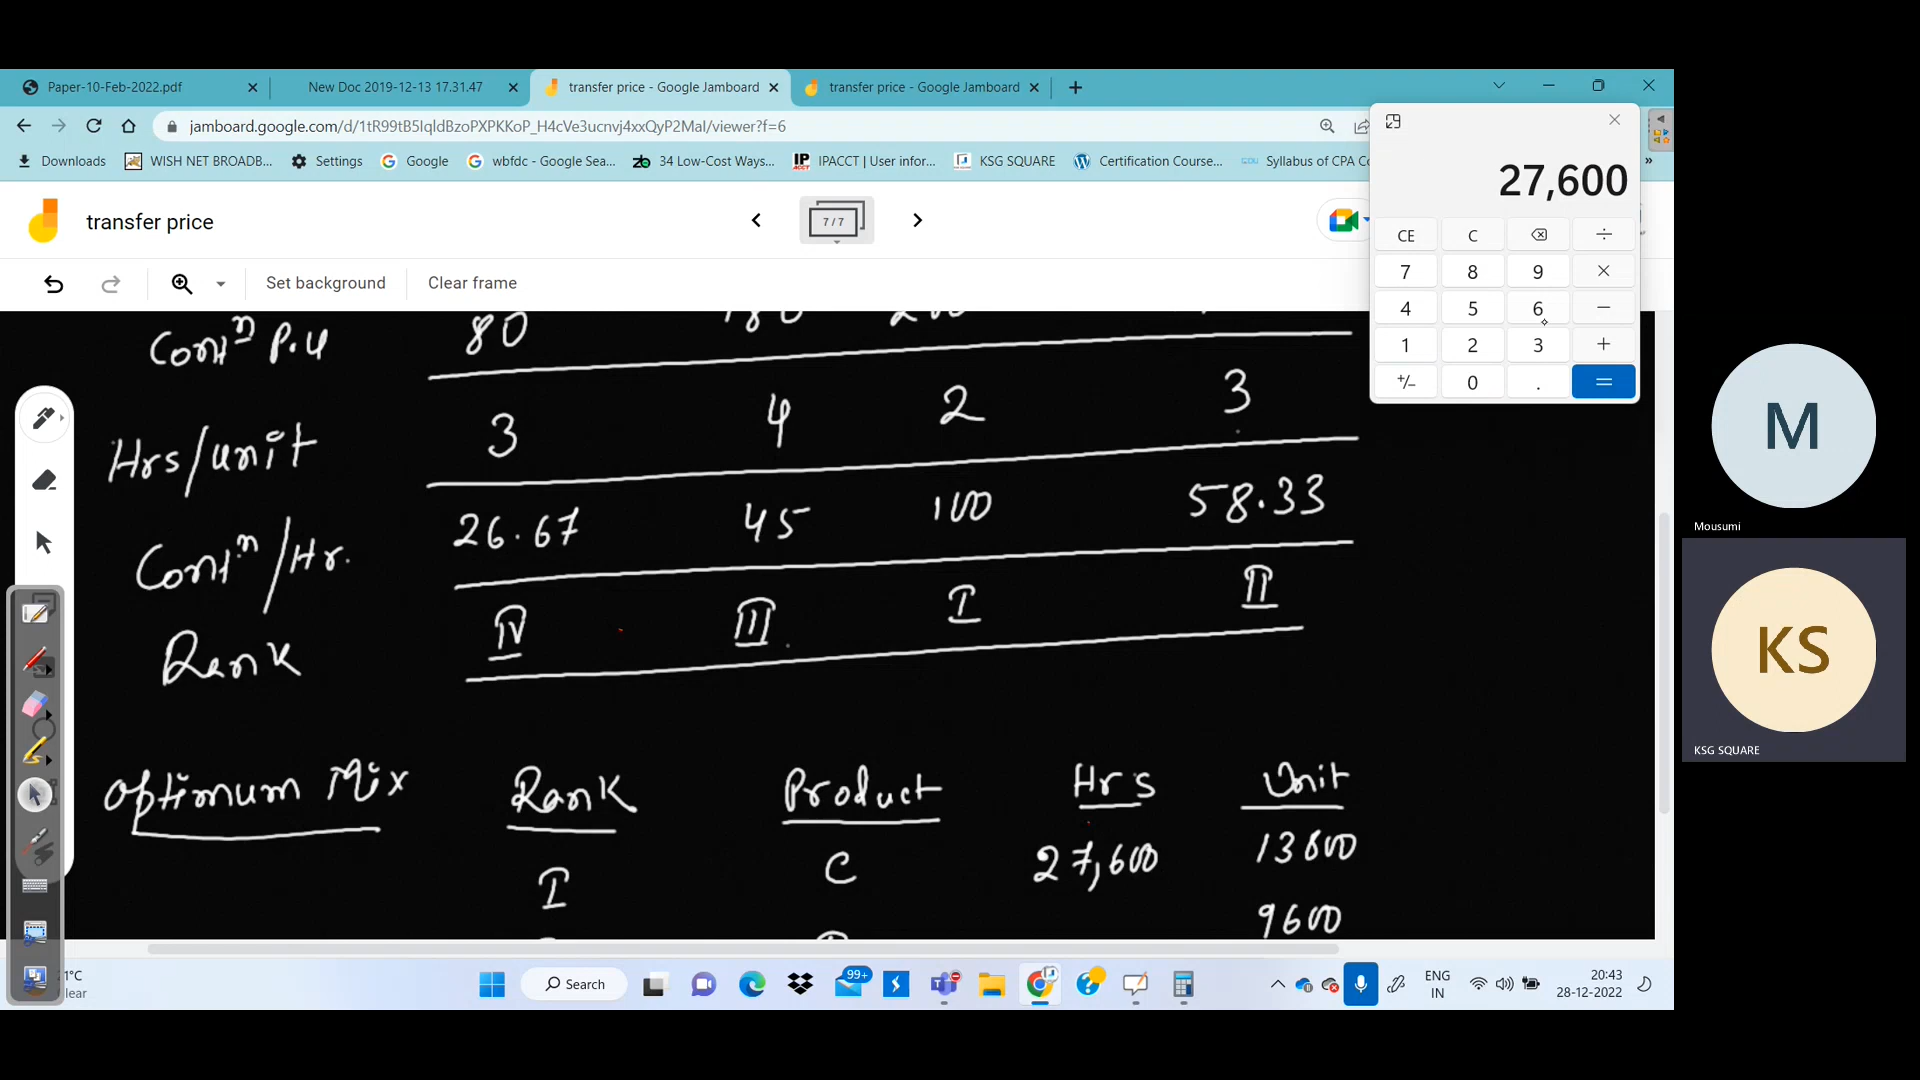 Paper-10-Feb-2022.pdf
New Doc 2019-12-13 17.31.47
transfer price - Google Jamboard
transfer price - Google Jamboard
jamboard.google.com/d/1tR99tB5IqldBzoPXPKKoP_H4cVe3ucnvj4xxQyP2MaI/viewer?f=6
Downloads
WISH NET BROADB...
Settings
Google
wbfdc - Google Sea...
34 Low-Cost Ways...
IPACCT | User infor...
KSG SQUARE
Certification Course...
Syllabus of CPA Co
transfer price
7 / 7
Set background
Clear frame
27,600
CE C ÷
7 8 9 ×
4 5 6 −
1 2 3 +
+/− 0 . =
Contn P.U 80
Hrs/unit 3 4 2 3
Contn/Hr. 26.67 45 100 58.33
Rank IV III I II
Optimum Mix Rank Product Hrs Unit
I C 27,600 13800
9600
M
Mousumi
KS
KSG SQUARE
Search
99+
ENG
IN
20:43
28-12-2022